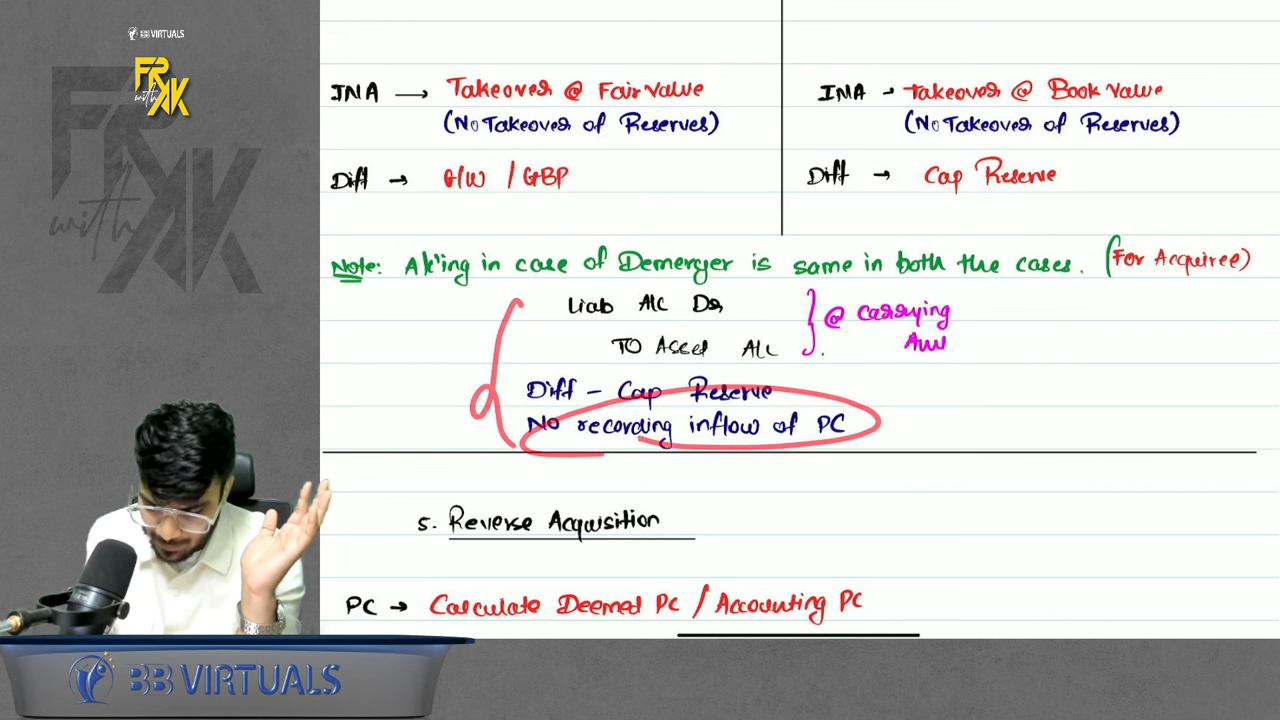 BB VIRTUALS
FR
with
AK
INA → Takeover @ Fair Value
(No Takeover of Reserves)
Diff → G/W / GBP
INA - Takeover @ Book Value
(No Takeover of Reserves)
Diff → Cap Reserve
Note: A/c'ing in case of Demerger is same in both the cases. (For Acquiree)
Liab A/c Dr,
TO Asset A/c
@ carrying
Amt
Diff - Cap Reserve
No recording inflow of PC
5. Reverse Acquisition
PC → Calculate Deemed PC / Accounting PC
BB VIRTUALS